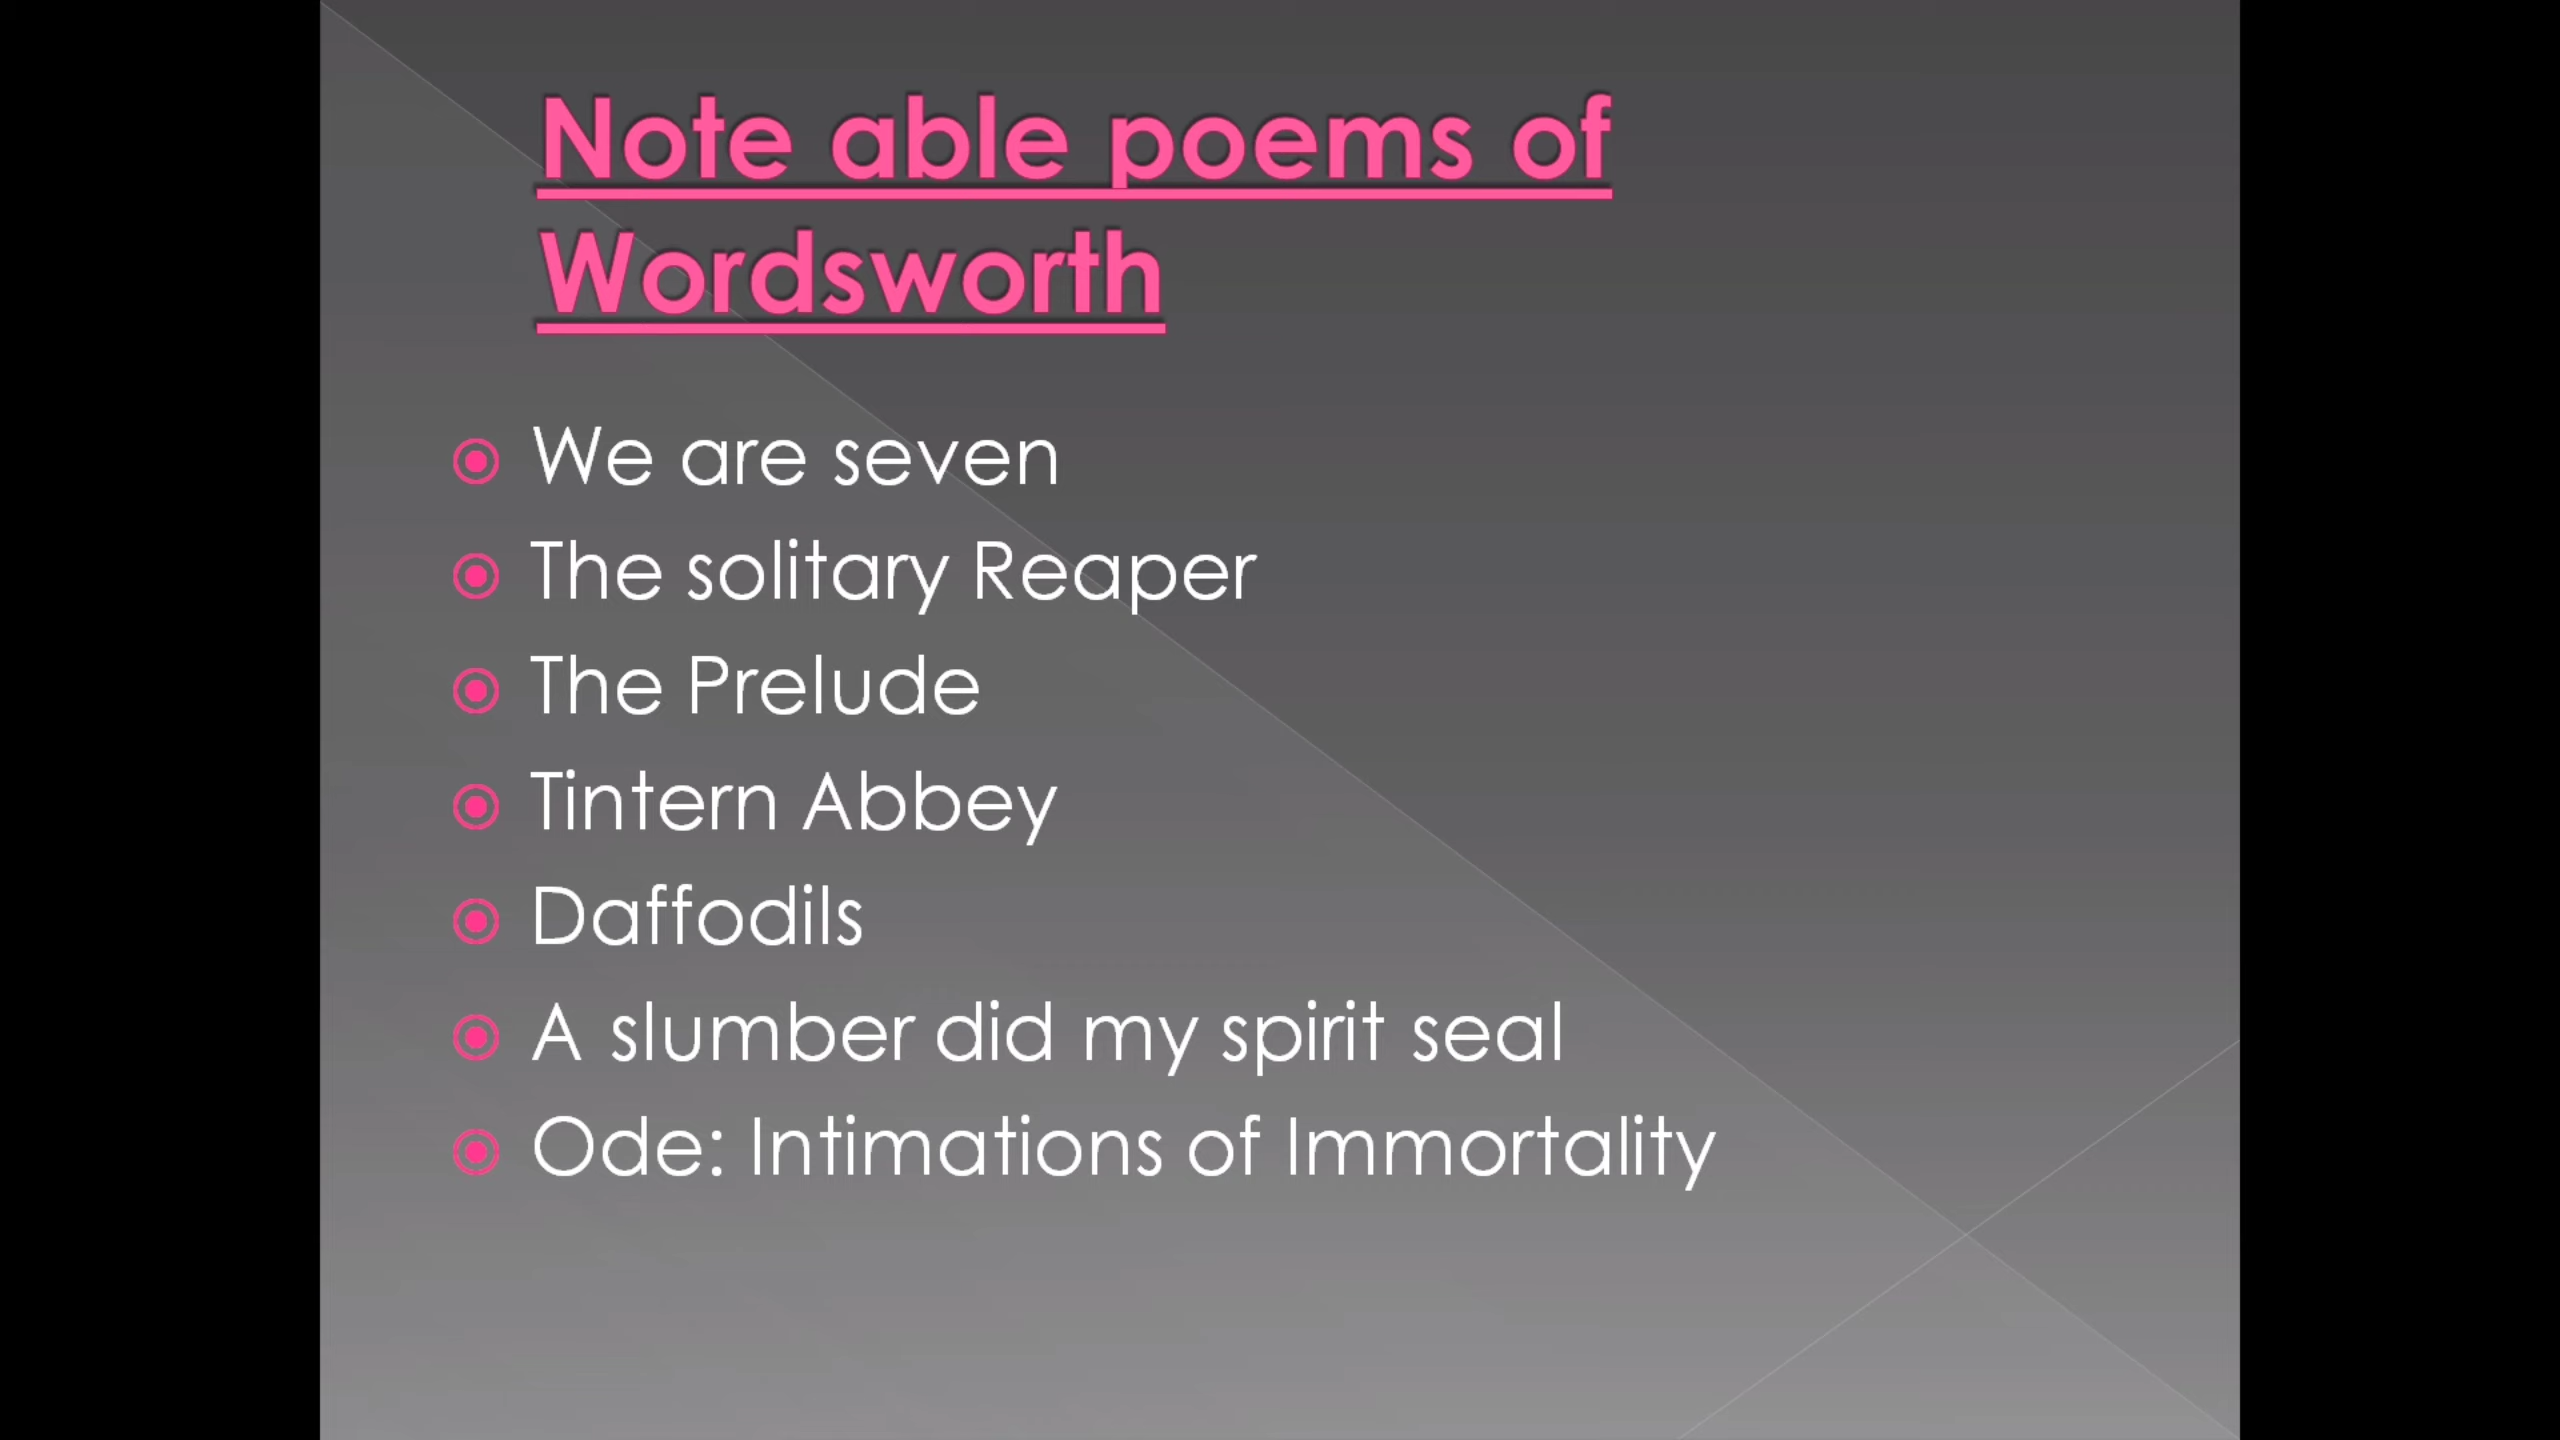 Note able poems of
Wordsworth
We are seven
The solitary Reaper
The Prelude
Tintern Abbey
Daffodils
A slumber did my spirit seal
Ode: Intimations of Immortality